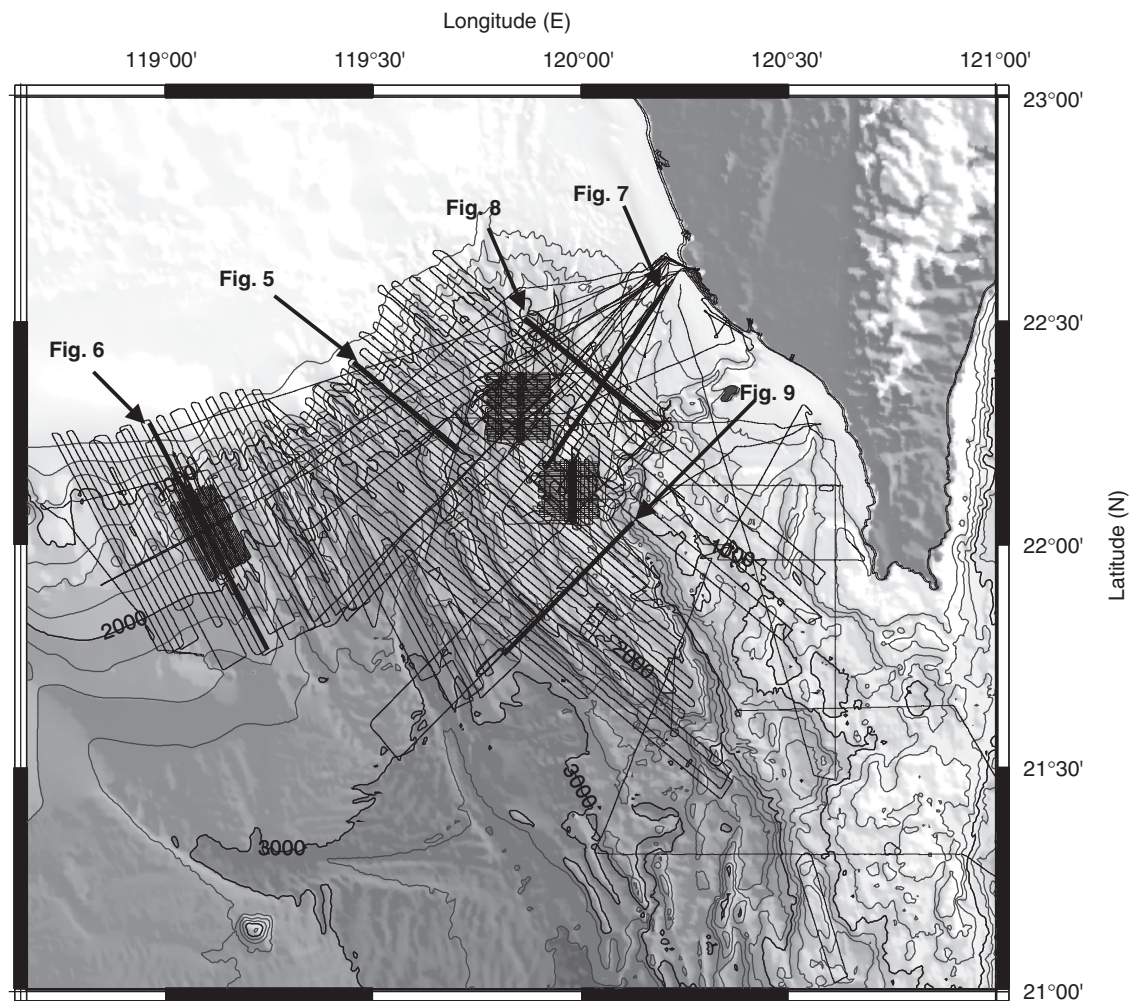 Longitude (E)
119°00'
119°30'
120°00'
120°30'
121°00'
23°00'
Fig. 7
Fig. 8
Fig. 5
22°30'
Fig. 6
Fig. 9
22°00'
Latitude (N)
1000
2000
2000
21°30'
3000
3000
21°00'